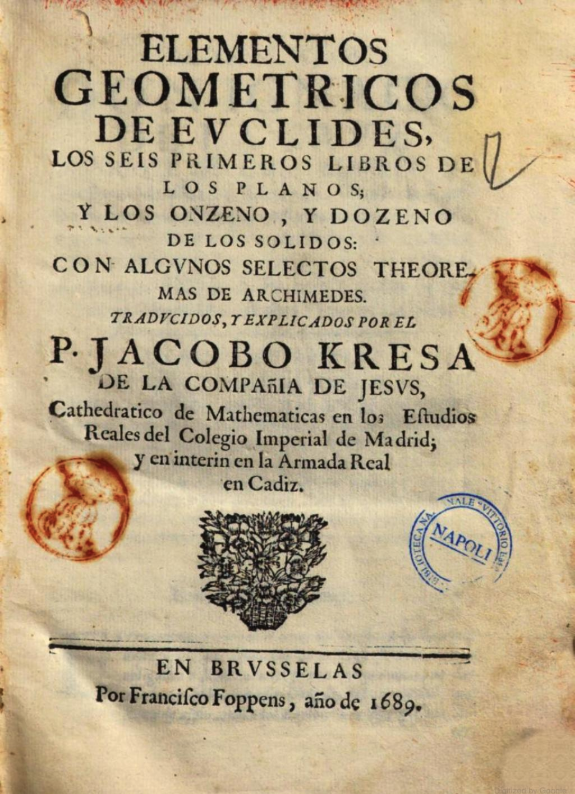 ELEMENTOS
GEOMETRICOS
DE EVCLIDES,
LOS SEIS PRIMEROS LIBROS DE
LOS PLANOS;
Y LOS ONZENO, Y DOZENO
DE LOS SOLIDOS:
CON ALGVNOS SELECTOS THEORE-
MAS DE ARCHIMEDES.
TRADVCIDOS, Y EXPLICADOS POR EL
P. JACOBO KRESA
DE LA COMPAñIA DE JESVS,
Cathedratico de Mathematicas en los Eſtudios
Reales del Colegio Imperial de Madrid;
y en interin en la Armada Real
en Cadiz.
BIBLIOTECA NALE "VITTORIO
NAPOLI
EN BRVSSELAS
Por Franciſco Foppens, año de 1689.